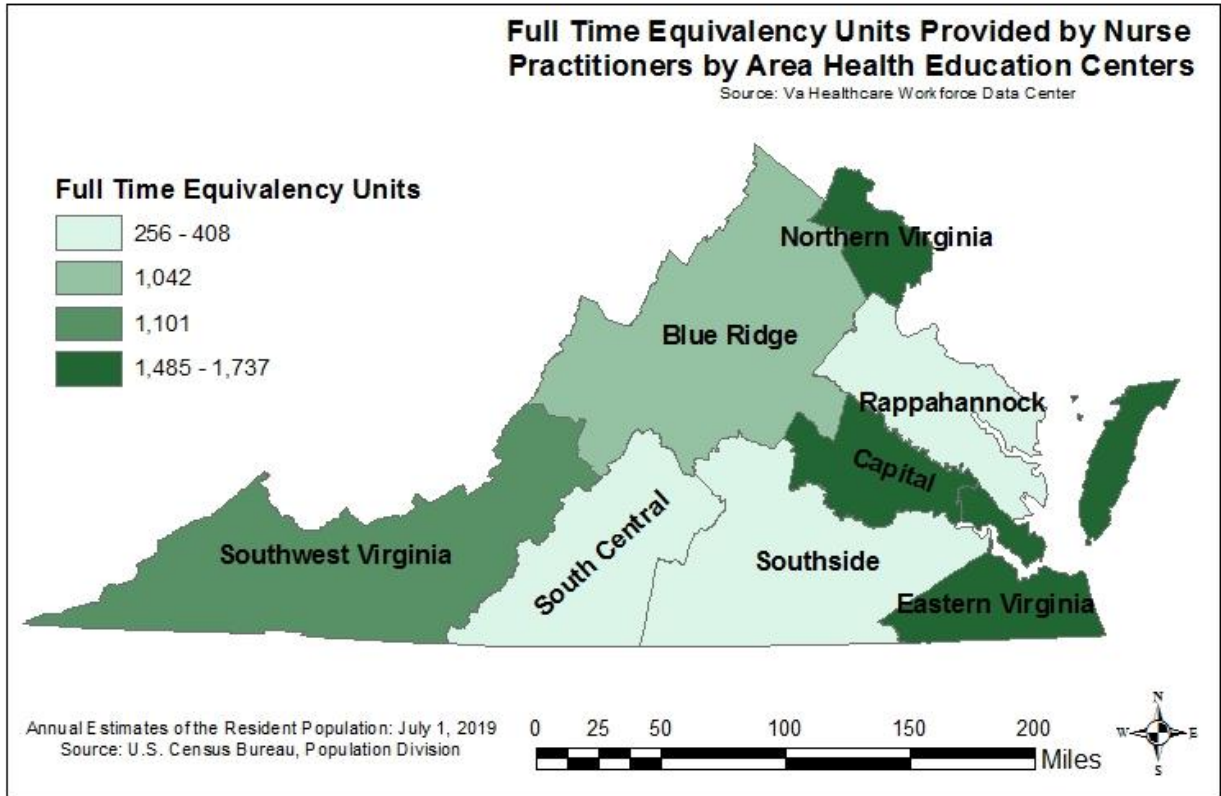 Full Time Equivalency Units Provided by Nurse
Practitioners by Area Health Education Centers
Source: Va Healthcare Workforce Data Center
Full Time Equivalency Units
256 - 408
1,042
1,101
1,485 - 1,737
Northern Virginia
Blue Ridge
Rappahannock
Capital
Southwest Virginia
South Central
Southside
Eastern Virginia
Annual Estimates of the Resident Population: July 1, 2019
Source: U.S. Census Bureau, Population Division
0 25 50 100 150 200
Miles
N
W E
S